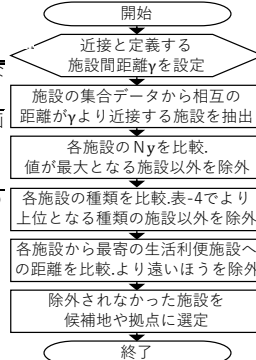 開始
近接と定義する
施設間距離γを設定
施設の集合データから相互の
距離がγより近接する施設を抽出
各施設のNyを比較.
値が最大となる施設以外を除外
各施設の種類を比較.表-4でより
上位となる種類の施設以外を除外
各施設から最寄の生活利便施設へ
の距離を比較.より遠いほうを除外
除外されなかった施設を
候補地や拠点に選定
終了